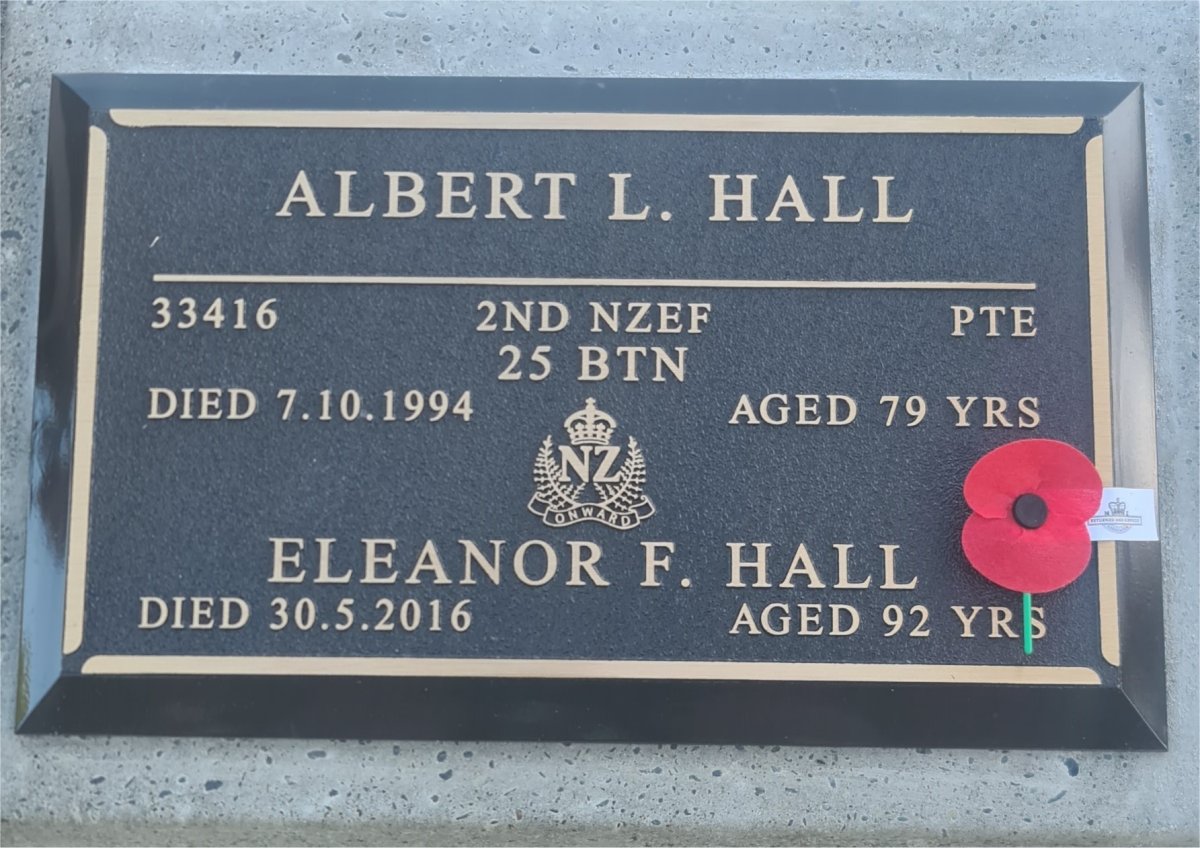 ALBERT L. HALL
33416 2ND NZEF PTE
25 BTN
DIED 7.10.1994 AGED 79 YRS
NZ
ONWARD
ELEANOR F. HALL
DIED 30.5.2016 AGED 92 YRS